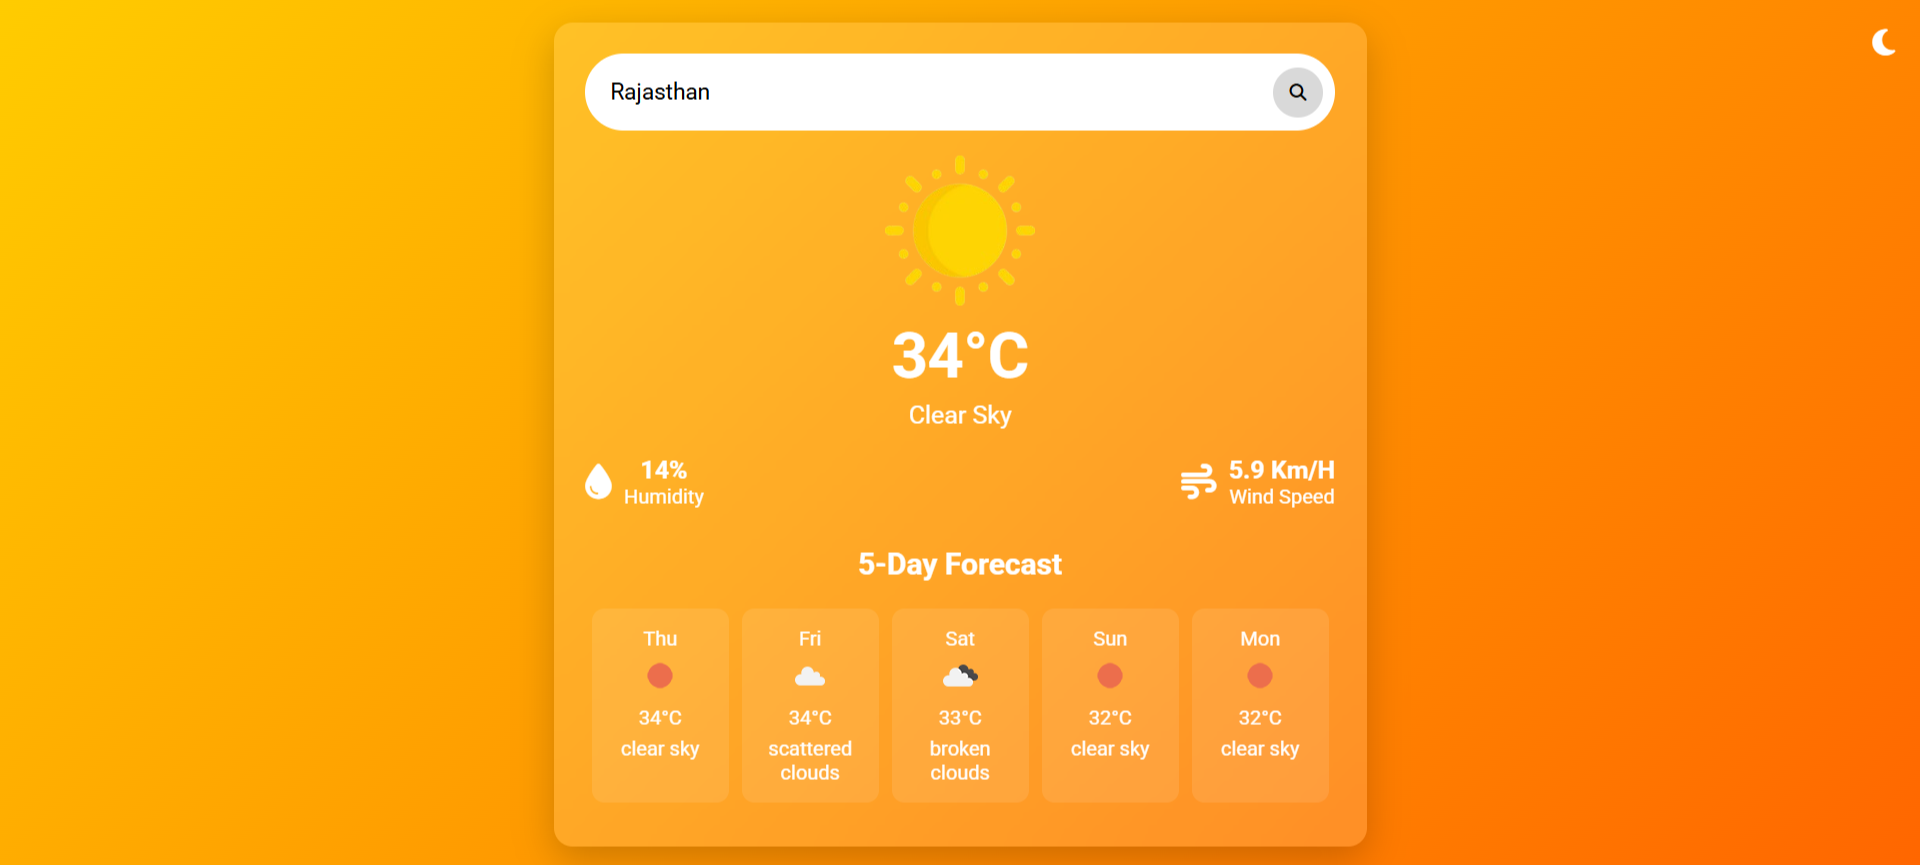 Rajasthan
34°C
Clear Sky
14%
Humidity
5.9 Km/H
Wind Speed
5-Day Forecast
Thu
34°C
clear sky
Fri
34°C
scattered
clouds
Sat
33°C
broken
clouds
Sun
32°C
clear sky
Mon
32°C
clear sky